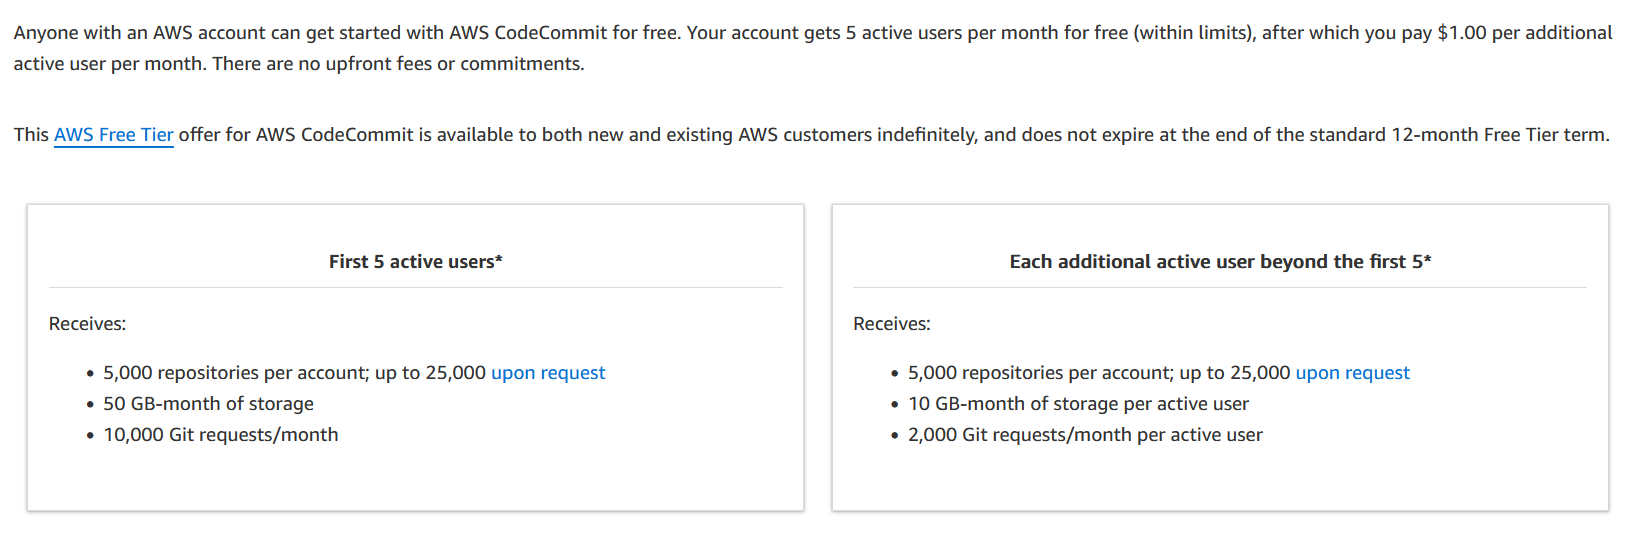 Anyone with an AWS account can get started with AWS CodeCommit for free. Your account gets 5 active users per month for free (within limits), after which you pay $1.00 per additional
active user per month. There are no upfront fees or commitments.
This AWS Free Tier offer for AWS CodeCommit is available to both new and existing AWS customers indefinitely, and does not expire at the end of the standard 12-month Free Tier term.
First 5 active users*
Receives:
• 5,000 repositories per account; up to 25,000 upon request
• 50 GB-month of storage
• 10,000 Git requests/month
Each additional active user beyond the first 5*
Receives:
• 5,000 repositories per account; up to 25,000 upon request
• 10 GB-month of storage per active user
• 2,000 Git requests/month per active user